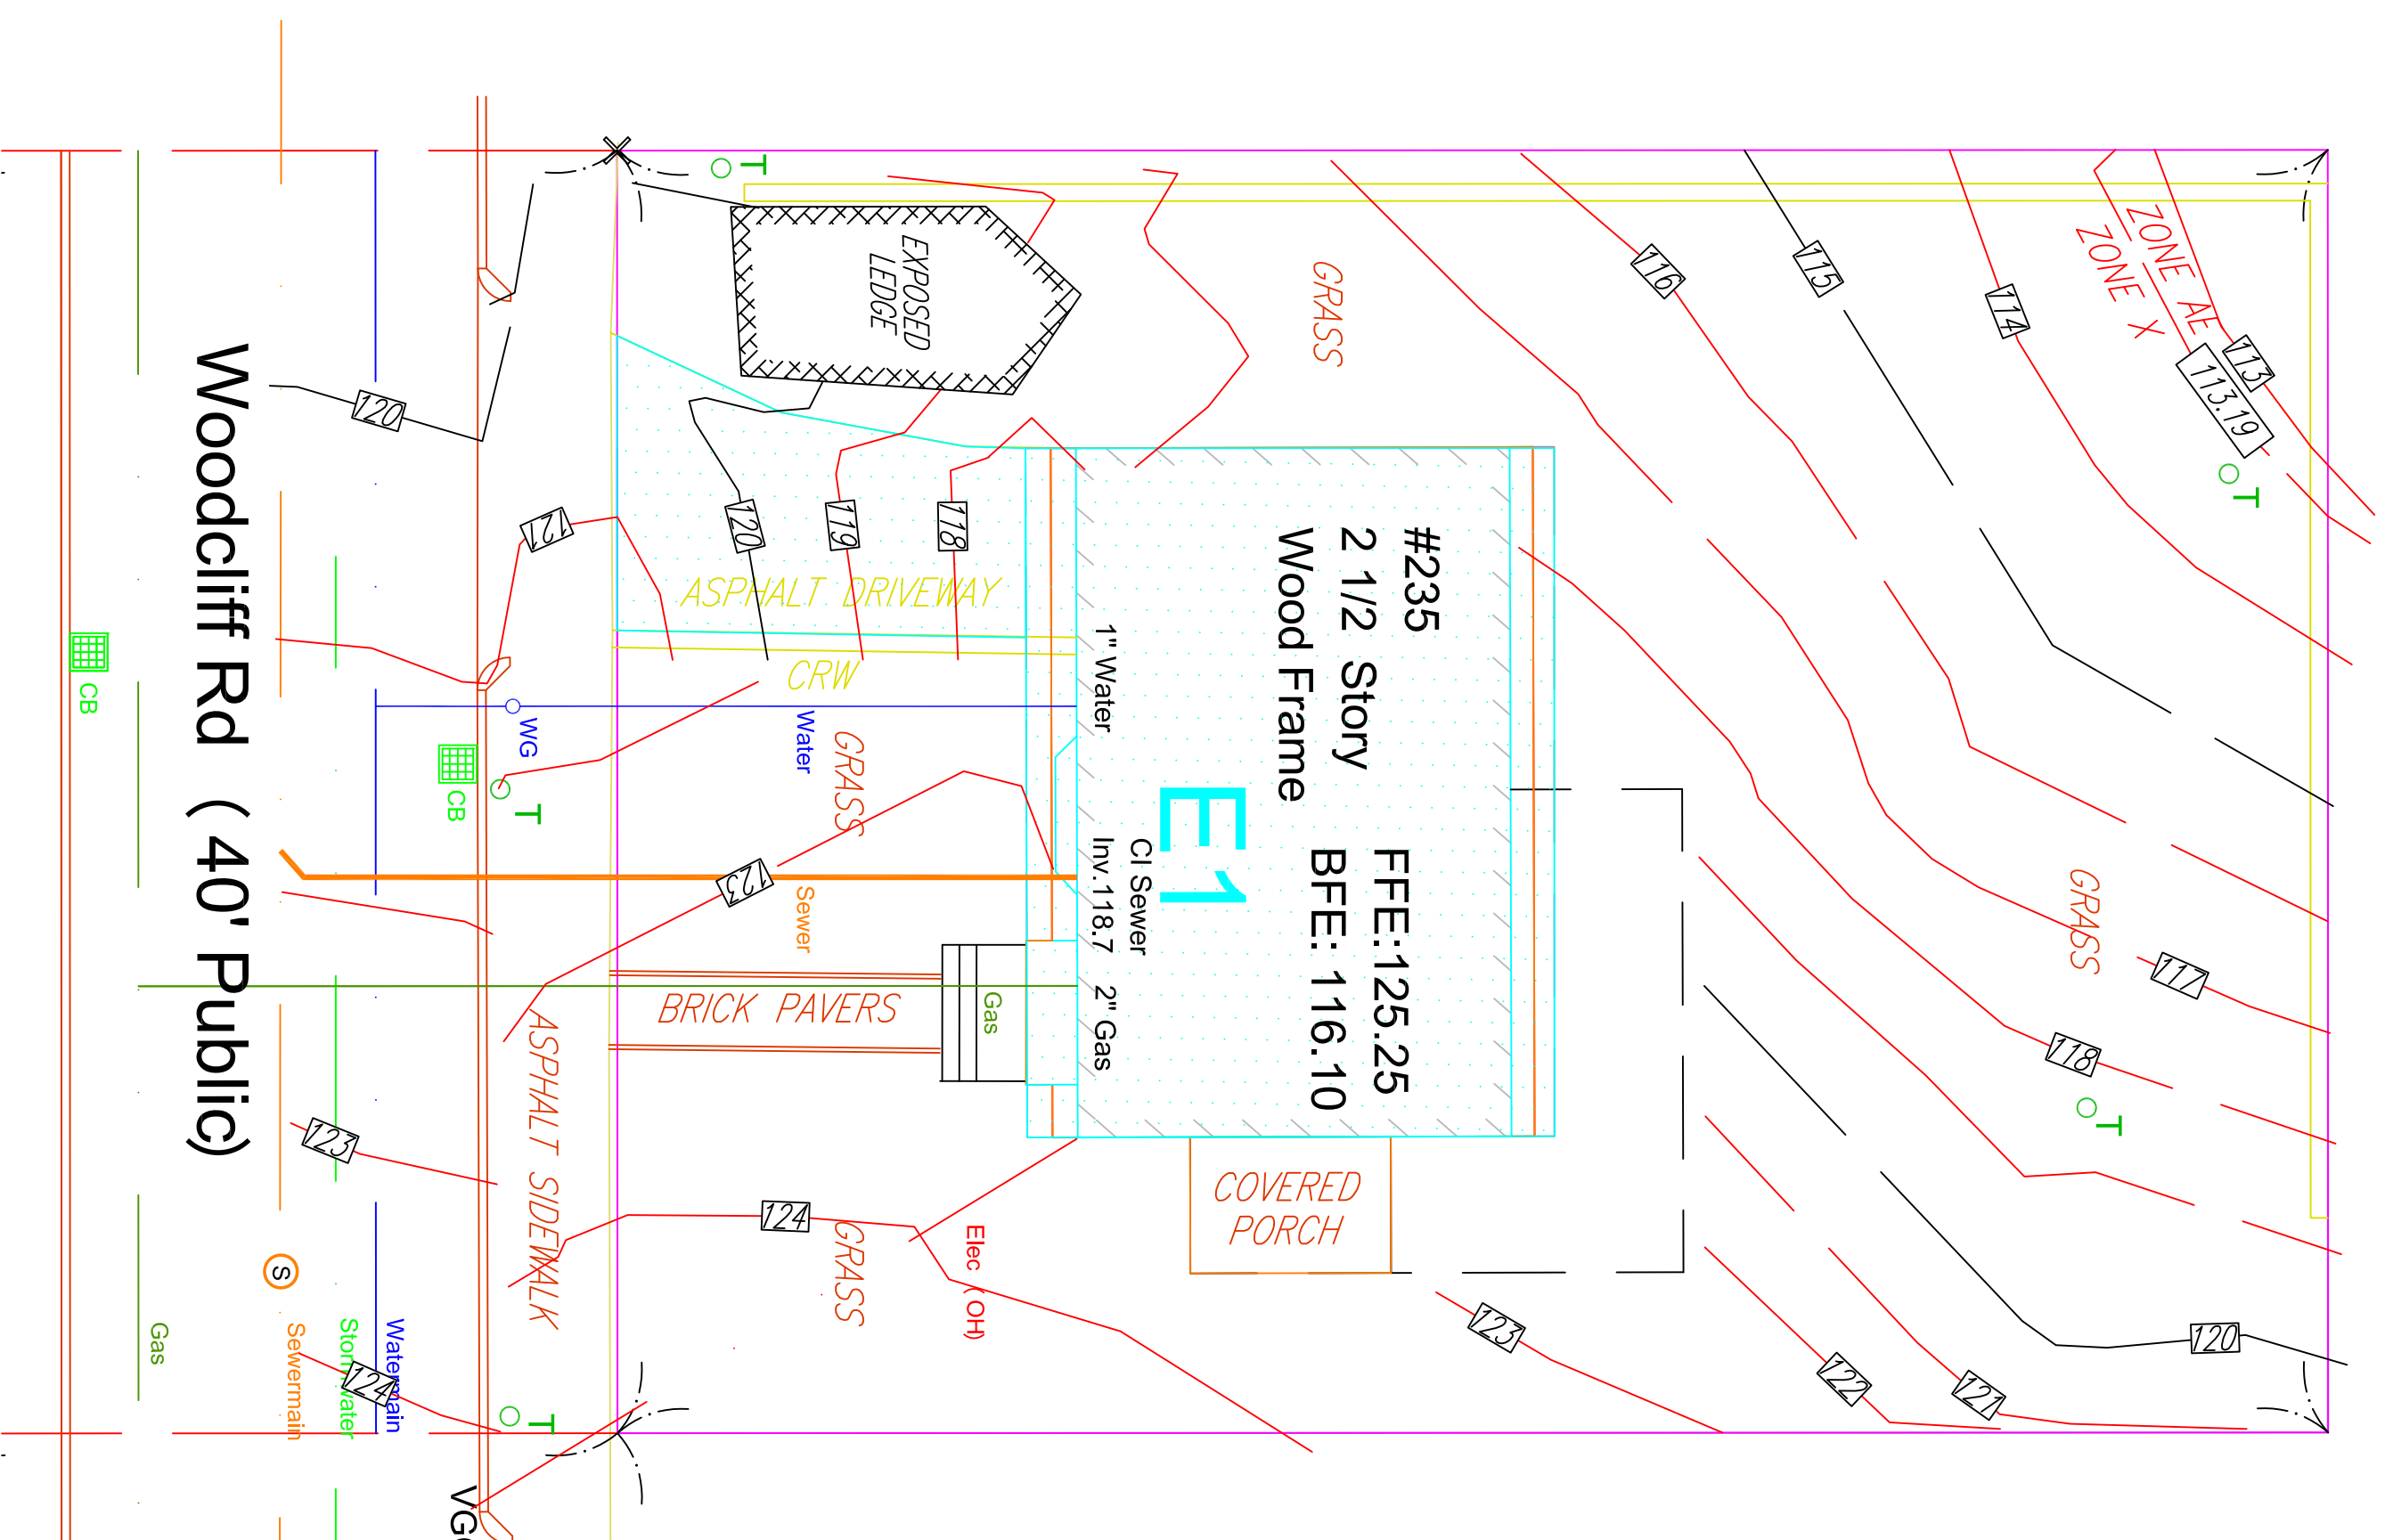 Woodcliff Rd ( 40' Public)
#235
2 1/2 Story
Wood Frame
FFE:125.25
BFE: 116.10
E1
CI Sewer
Inv.118.7
1" Water
2" Gas
EXPOSED
LEDGE
GRASS
ASPHALT DRIVEWAY
CRW
Water
GRASS
Sewer
BRICK PAVERS
Gas
ASPHALT SIDEWALK
GRASS
Elec (OH)
COVERED
PORCH
GRASS
ZONE AE
ZONE X
113.19
113
114
115
116
117
118
120
121
122
123
124
118
119
120
121
120
123
123
124
T
T
T
T
T
WG
CB
CB
S
Watermain
Stormwater
Sewermain
Gas